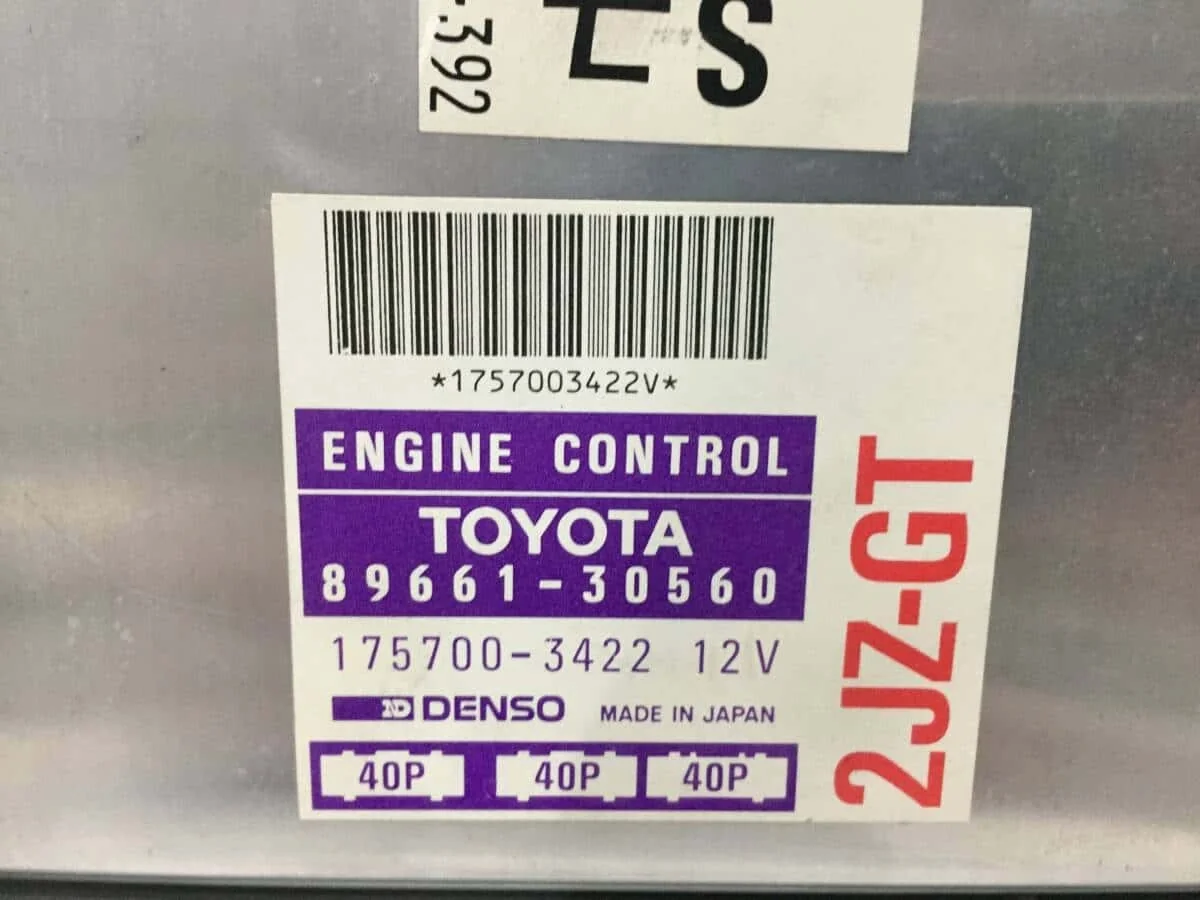 .392
S
*1757003422V*
ENGINE CONTROL
TOYOTA
89661-30560
175700-3422 12V
DENSO MADE IN JAPAN
40P 40P 40P
2JZ-GT